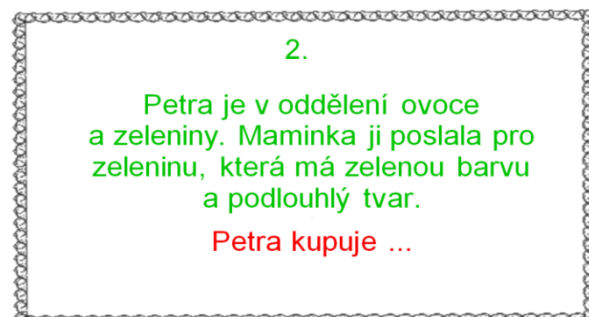 2.
Petra je v oddělení ovoce
a zeleniny. Maminka ji poslala pro
zeleninu, která má zelenou barvu
a podlouhlý tvar.
Petra kupuje ...